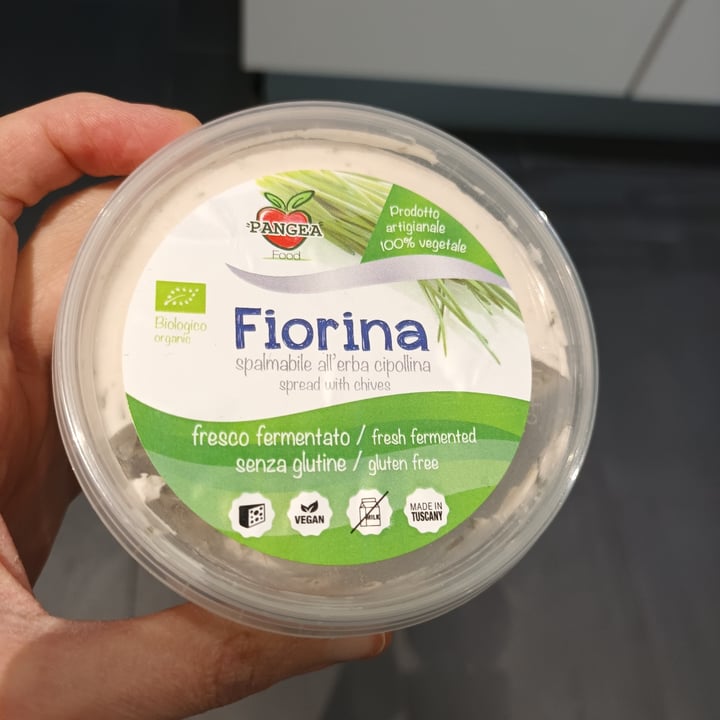 PANGEA
Food
Prodotto
artigianale
100% vegetale
Biologico
organic
Fiorina
spalmabile all'erba cipollina
spread with chives
fresco fermentato / fresh fermented
senza glutine / gluten free
VEGAN
MILK
MADE IN
TUSCANY